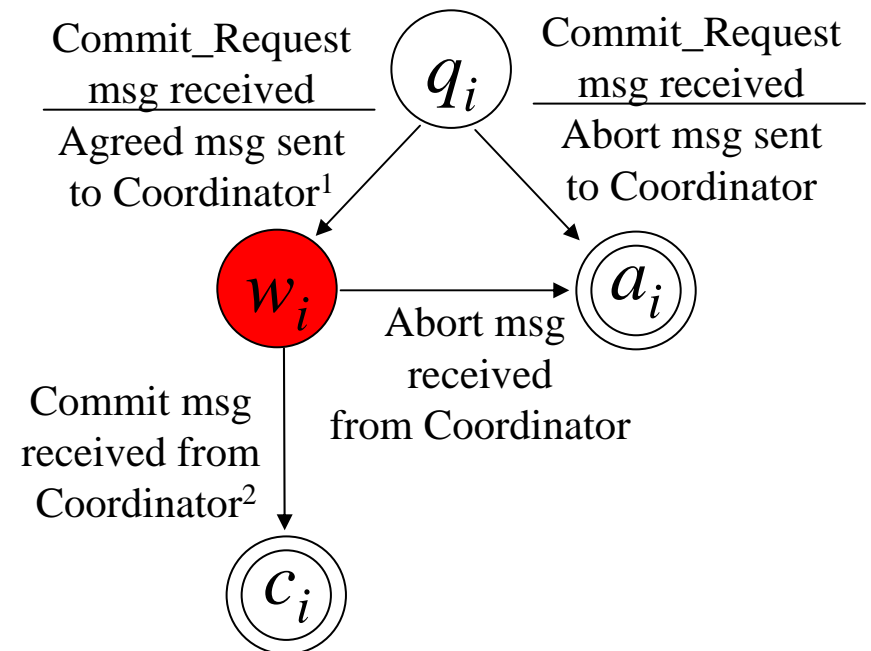 Commit_Request
msg received
Agreed msg sent
to Coordinator¹
q_i
Commit_Request
msg received
Abort msg sent
to Coordinator
w_i
a_i
Abort msg
received
from Coordinator
Commit msg
received from
Coordinator²
c_i